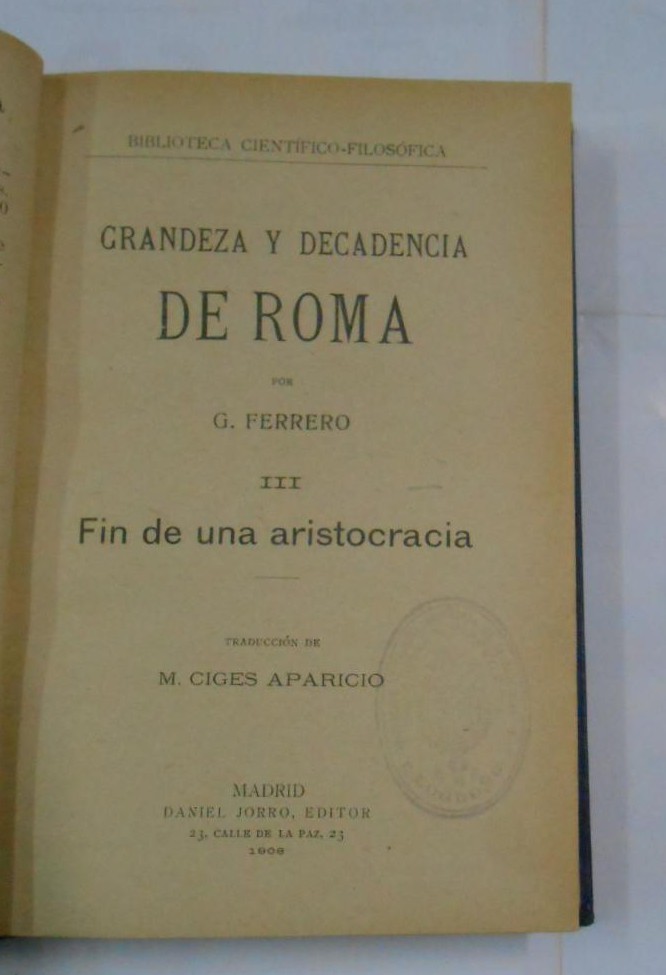 BIBLIOTECA CIENTÍFICO-FILOSÓFICA
GRANDEZA Y DECADENCIA
DE ROMA
POR
G. FERRERO
III
Fin de una aristocracia
TRADUCCIÓN DE
M. CIGES APARICIO
MADRID
DANIEL JORRO, EDITOR
23, CALLE DE LA PAZ, 23
1908